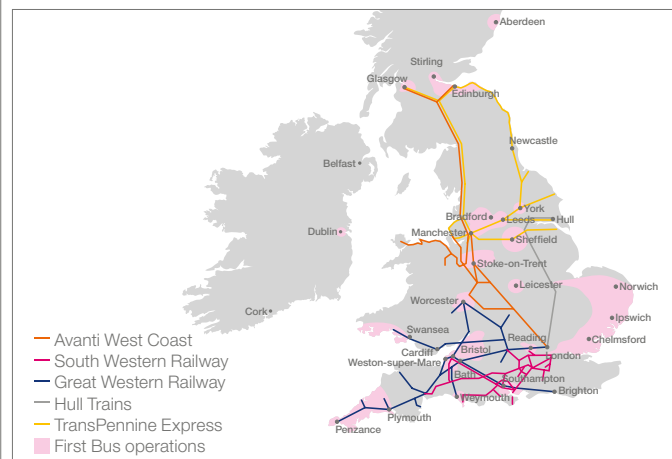 Aberdeen
Stirling
Glasgow
Edinburgh
Newcastle
Belfast
York
Bradford
Leeds
Hull
Dublin
Manchester
Sheffield
Stoke-on-Trent
Leicester
Norwich
Worcester
Cork
Ipswich
Swansea
Reading
Chelmsford
Avanti West Coast
Cardiff
Bristol
London
South Western Railway
Weston-super-Mare
Great Western Railway
Bath
Southampton
Hull Trains
Weymouth
Brighton
TransPennine Express
Plymouth
First Bus operations
Penzance